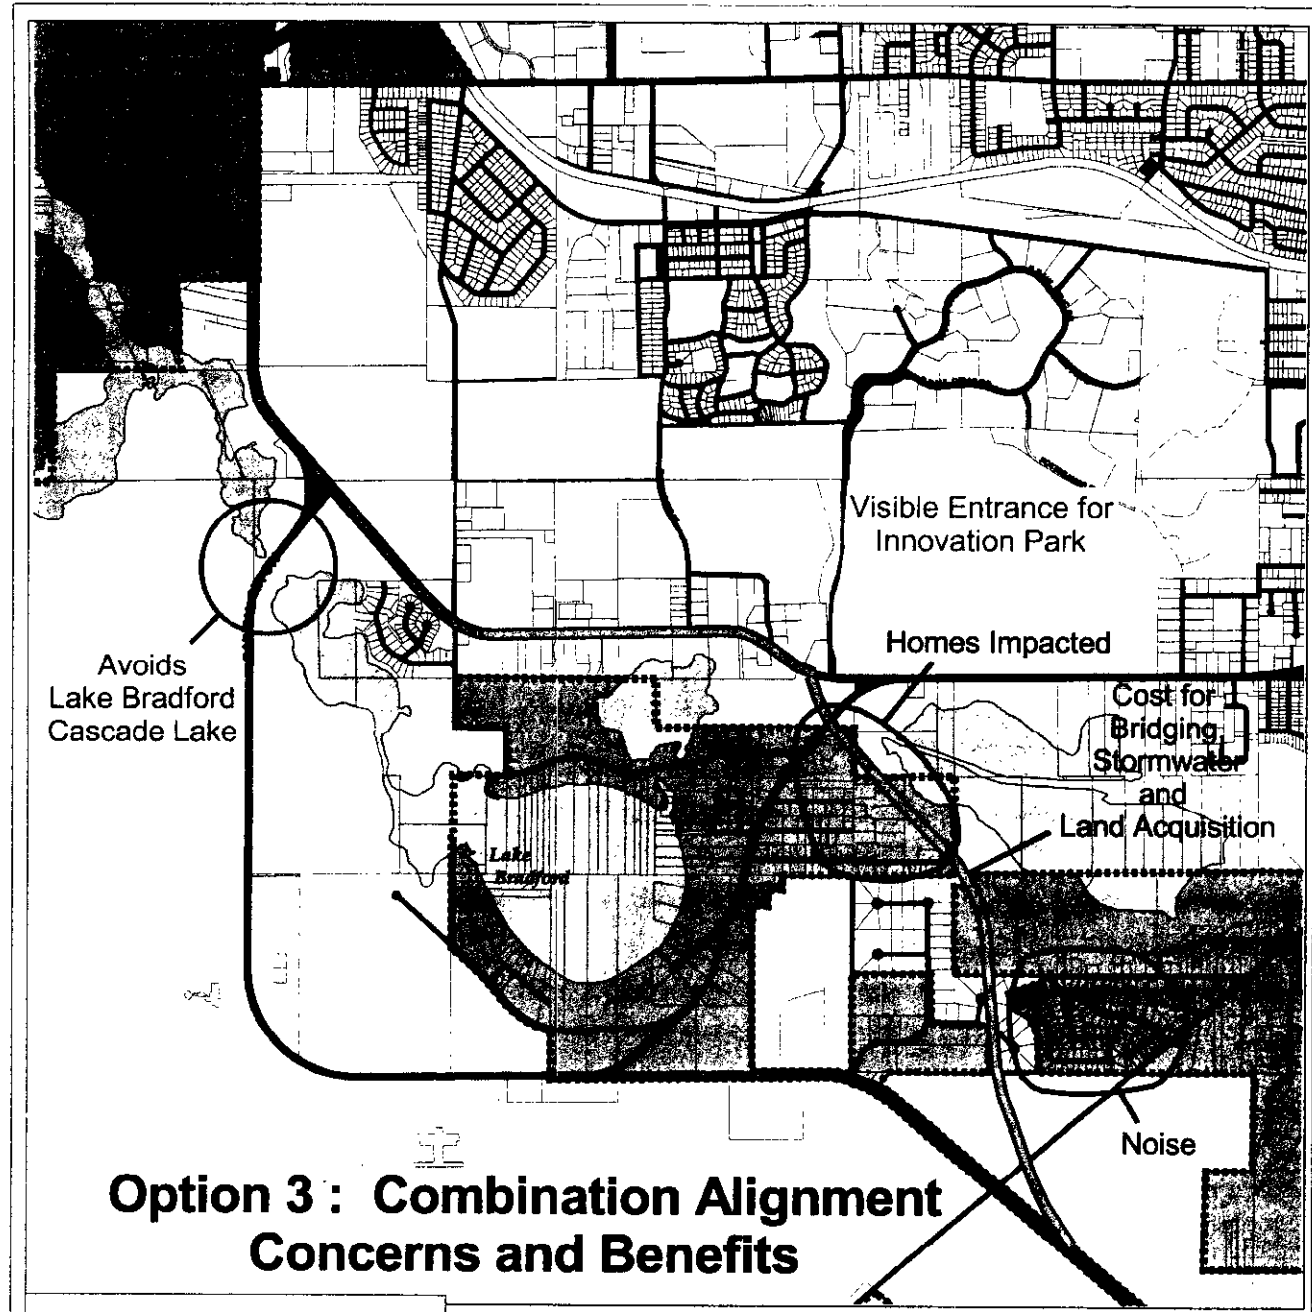 Visible Entrance for
Innovation Park
Homes Impacted
Avoids
Lake Bradford
Cascade Lake
Cost for
Bridging,
Stormwater
and
Land Acquisition
Lake
Bradford
Noise
Option 3 : Combination Alignment
Concerns and Benefits